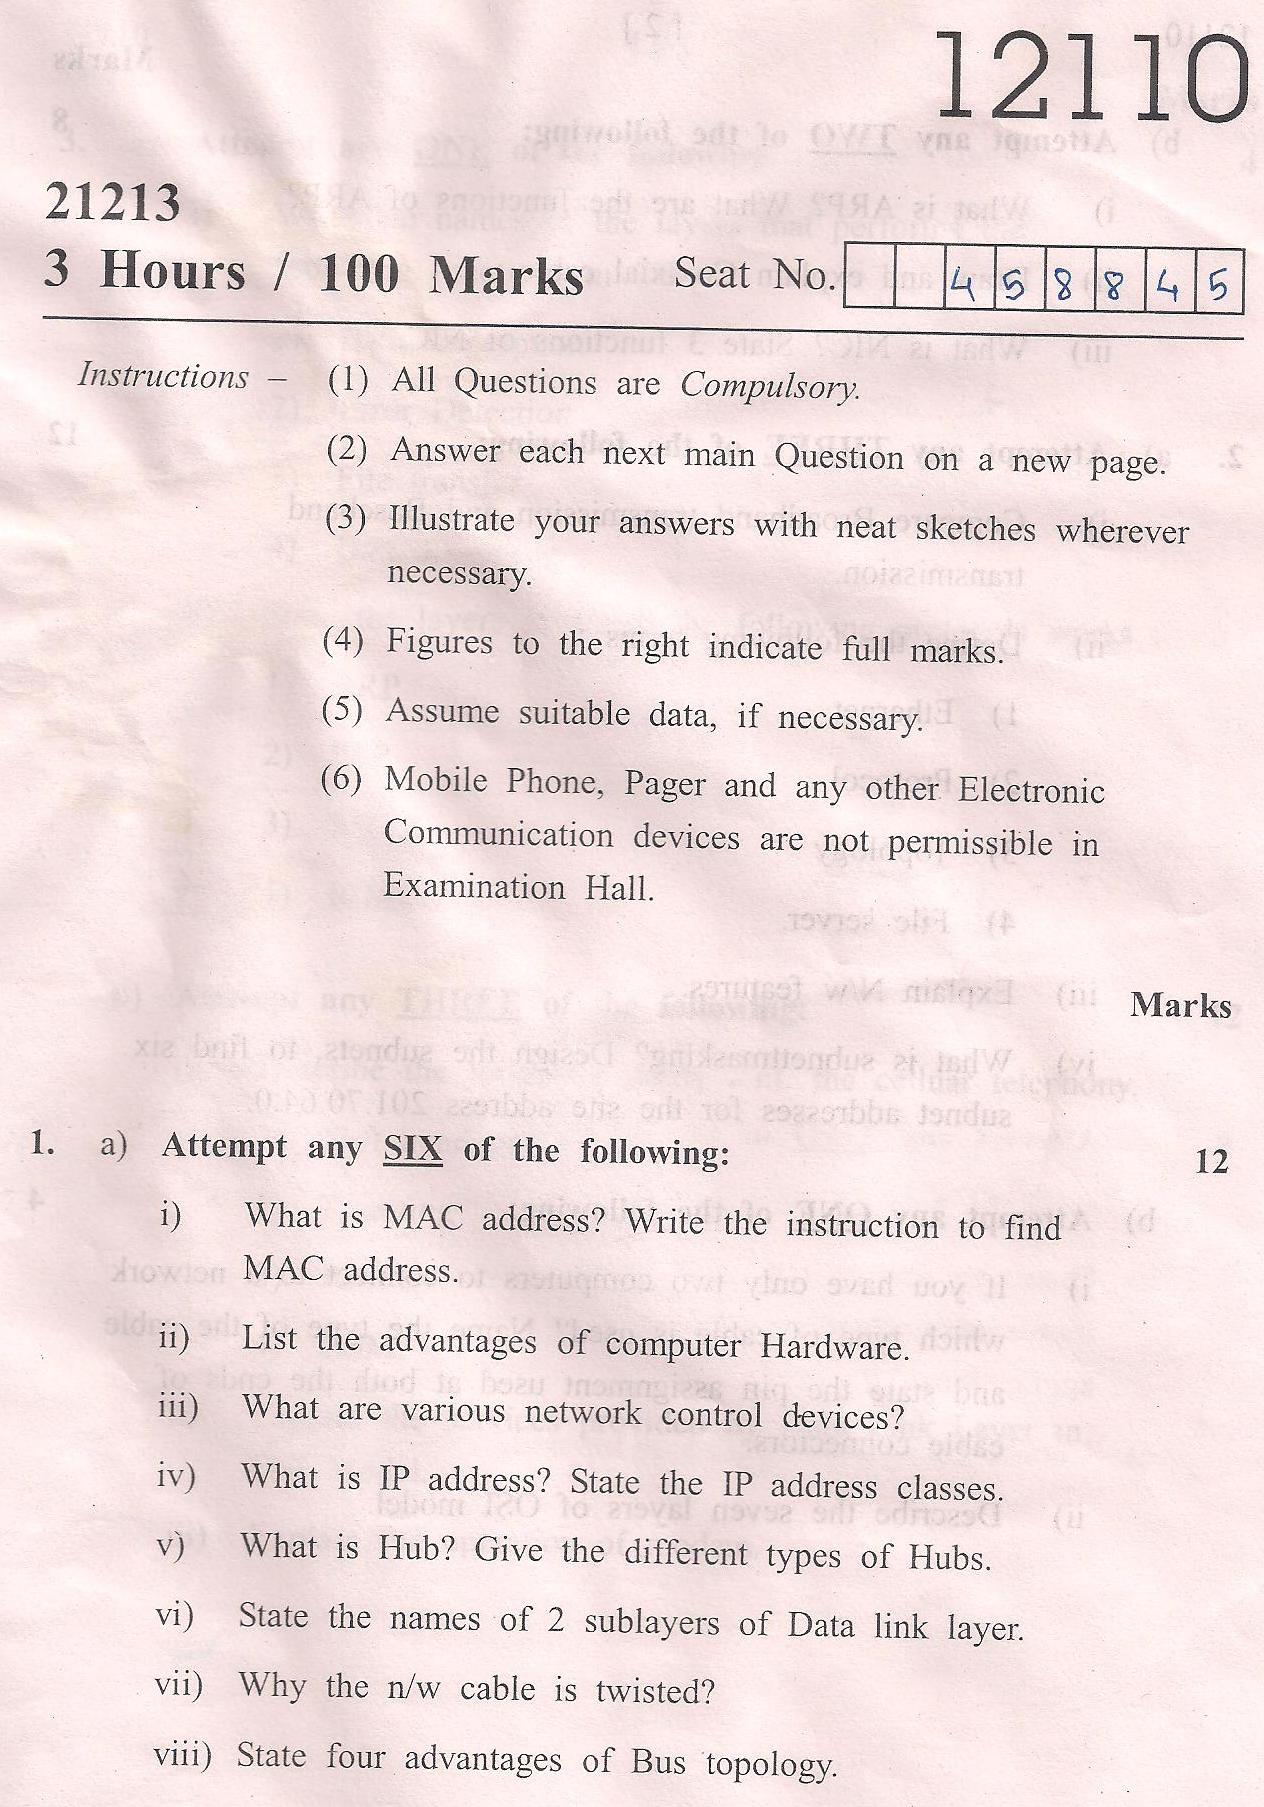 12110
21213
3 Hours / 100 Marks Seat No. 4 5 8 8 4 5
Instructions – (1) All Questions are Compulsory.
(2) Answer each next main Question on a new page.
(3) Illustrate your answers with neat sketches wherever
necessary.
(4) Figures to the right indicate full marks.
(5) Assume suitable data, if necessary.
(6) Mobile Phone, Pager and any other Electronic
Communication devices are not permissible in
Examination Hall.
Marks
1. a) Attempt any SIX of the following: 12
i) What is MAC address? Write the instruction to find
MAC address.
ii) List the advantages of computer Hardware.
iii) What are various network control devices?
iv) What is IP address? State the IP address classes.
v) What is Hub? Give the different types of Hubs.
vi) State the names of 2 sublayers of Data link layer.
vii) Why the n/w cable is twisted?
viii) State four advantages of Bus topology.